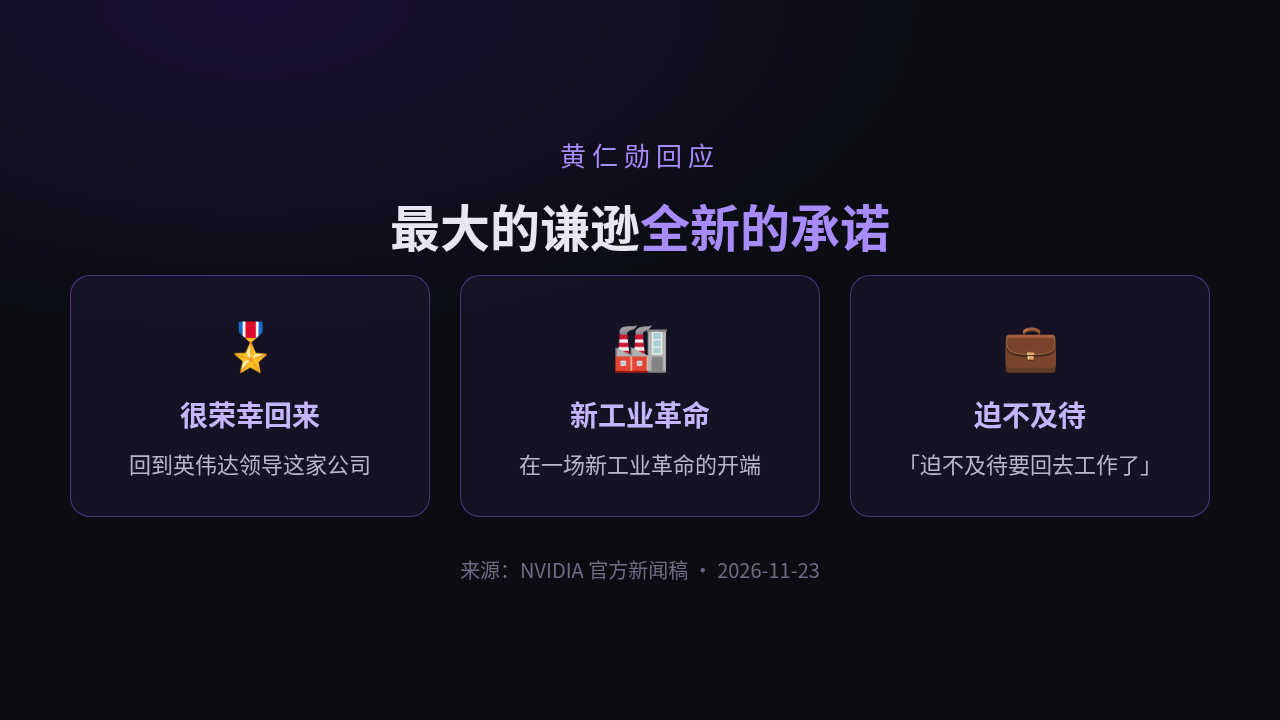 黄仁勋回应
最大的谦逊全新的承诺
很荣幸回来
回到英伟达领导这家公司
新工业革命
在一场新工业革命的开端
迫不及待
「迫不及待要回去工作了」
来源：NVIDIA 官方新闻稿 · 2026-11-23